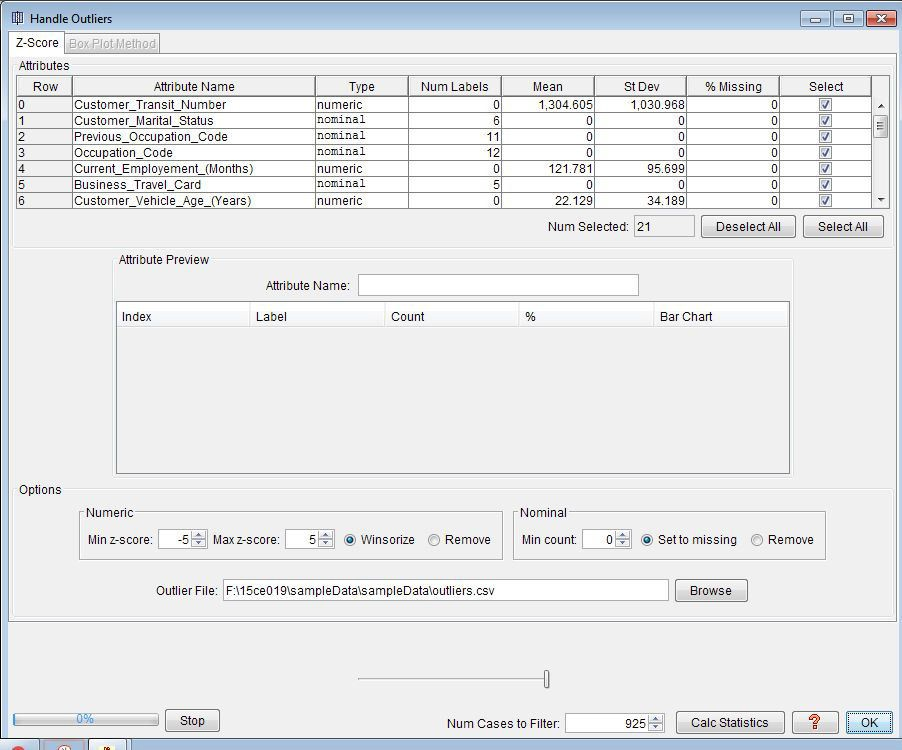 Handle Outliers
Z-Score Box Plot Method
Attributes
Row Attribute Name Type Num Labels Mean St Dev % Missing Select
0 Customer_Transit_Number numeric 0 1,304.605 1,030.968 0
1 Customer_Marital_Status nominal 6 0 0 0
2 Previous_Occupation_Code nominal 11 0 0 0
3 Occupation_Code nominal 12 0 0 0
4 Current_Employement_(Months) numeric 0 121.781 95.699 0
5 Business_Travel_Card nominal 5 0 0 0
6 Customer_Vehicle_Age_(Years) numeric 0 22.129 34.189 0
Num Selected: 21 Deselect All Select All
Attribute Preview
Attribute Name:
Index Label Count % Bar Chart
Options
Numeric Nominal
Min z-score: -5 Max z-score: 5 Winsorize Remove Min count: 0 Set to missing Remove
Outlier File: F:\15ce019\sampleData\sampleData\outliers.csv Browse
0% Stop Num Cases to Filter: 925 Calc Statistics ? OK